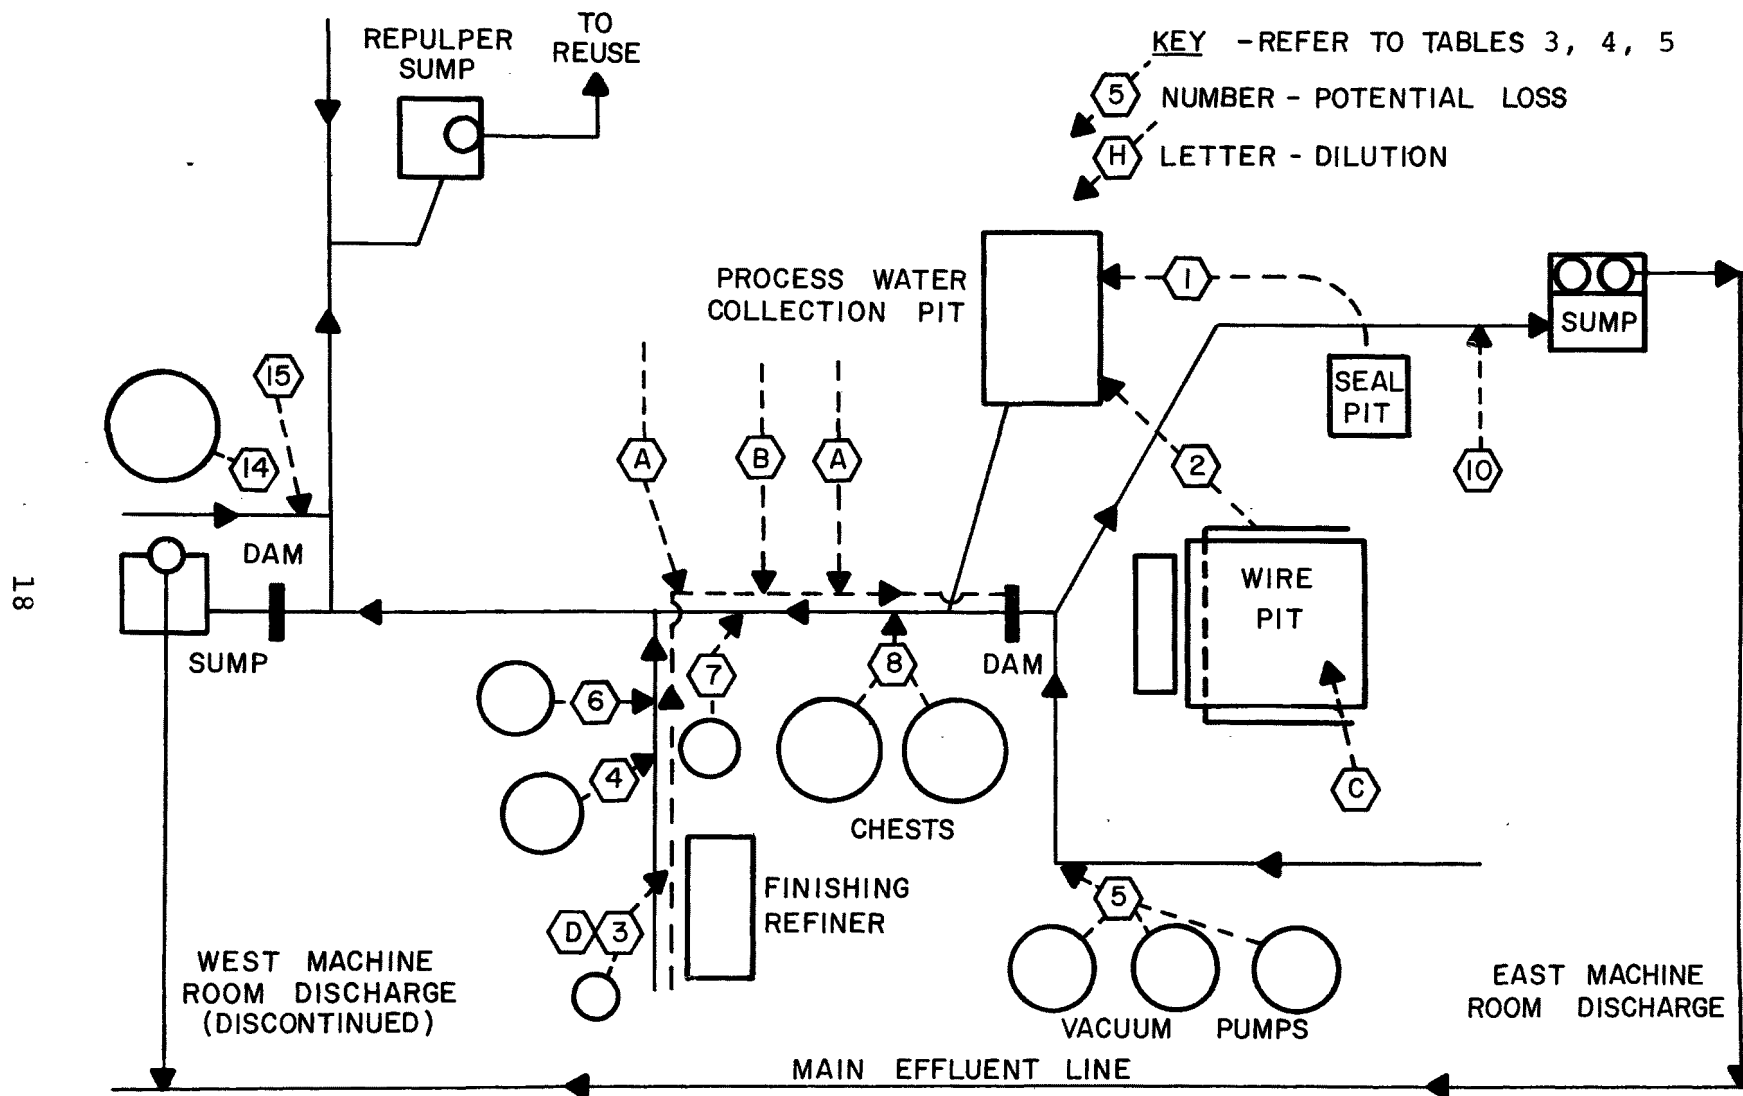 TO
REUSE
REPULPER
SUMP
KEY - REFER TO TABLES 3, 4, 5
5 NUMBER - POTENTIAL LOSS
H LETTER - DILUTION
PROCESS WATER
COLLECTION PIT
1
SUMP
SEAL
PIT
15
14
A
B
A
2
10
DAM
WIRE
PIT
18
SUMP
6
7
8
DAM
4
C
CHESTS
FINISHING
REFINER
D
3
5
WEST MACHINE
ROOM DISCHARGE
(DISCONTINUED)
VACUUM PUMPS
EAST MACHINE
ROOM DISCHARGE
MAIN EFFLUENT LINE